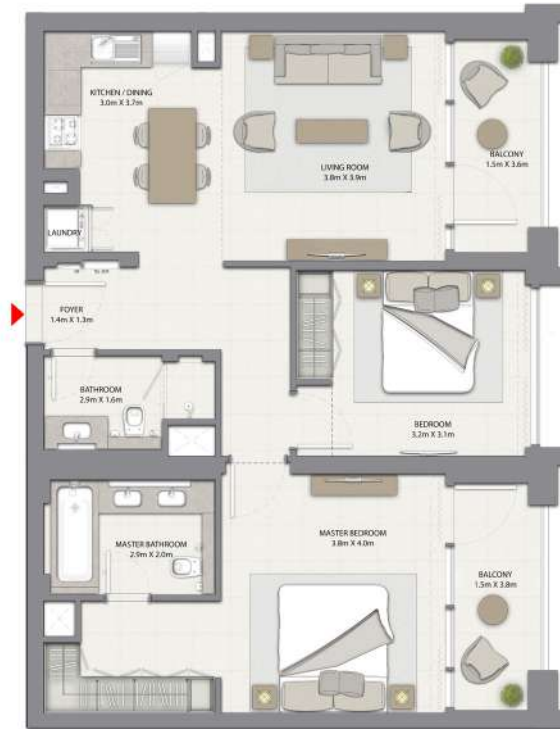 KITCHEN / DINING
3.0m X 3.7m
LIVING ROOM
3.8m X 3.9m
BALCONY
1.5m X 3.6m
LAUNDRY
FOYER
1.4m X 1.3m
BATHROOM
2.9m X 1.6m
BEDROOM
3.2m X 3.1m
MASTER BATHROOM
2.9m X 2.0m
MASTER BEDROOM
3.8m X 4.0m
BALCONY
1.5m X 3.8m